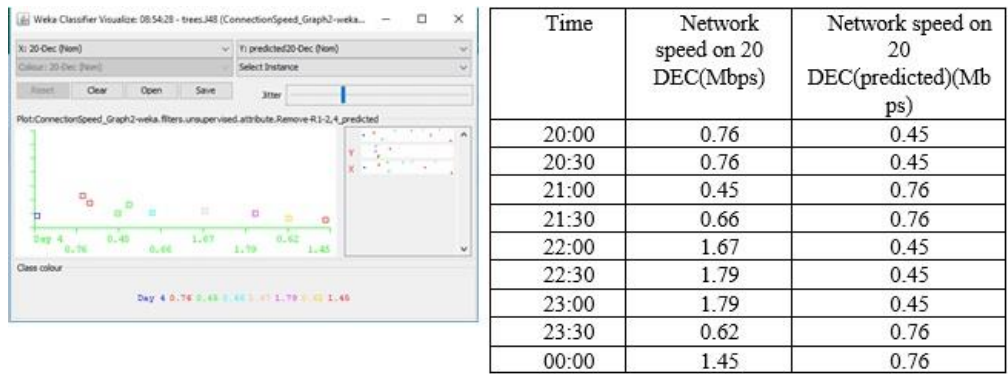 Weka Classifier Visualize: 08:54:28 - trees.J48 (ConnectionSpeed_Graph2-weka...
X: 20-Dec (Nom)
Y: predicted20-Dec (Nom)
Colour: 20-Dec (Nom)
Select Instance
Reset
Clear
Open
Save
Jitter
Plot:ConnectionSpeed_Graph2-weka.filters.unsupervised.attribute.Remove-R1-2,4_predicted
Y
X
Day 4 0.45 1.67 0.62
0.76 0.66 1.79 1.45
Class colour
Day 4 0.76 0.45 0.66 1.67 1.79 0.62 1.45
Time Network speed on 20 DEC(Mbps) Network speed on 20 DEC(predicted)(Mbps)
20:00 0.76 0.45
20:30 0.76 0.45
21:00 0.45 0.76
21:30 0.66 0.76
22:00 1.67 0.45
22:30 1.79 0.45
23:00 1.79 0.45
23:30 0.62 0.76
00:00 1.45 0.76